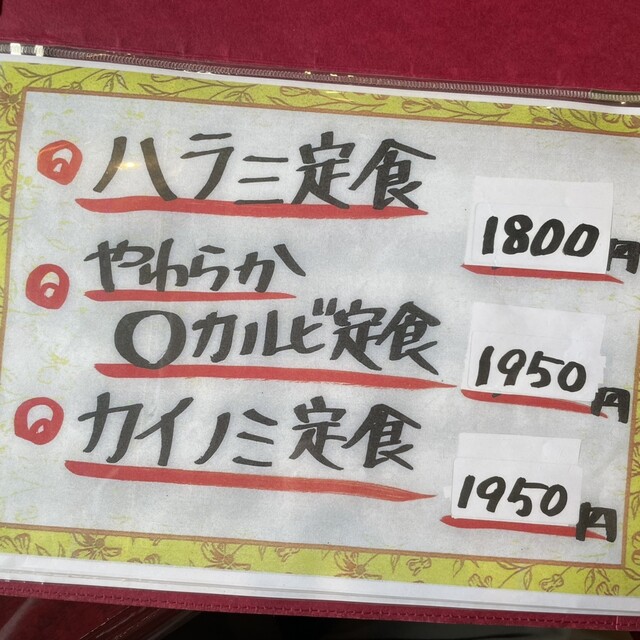 ハラミ定食 1800円
やわらか
〇カルビ定食 1950円
カイノミ定食 1950円